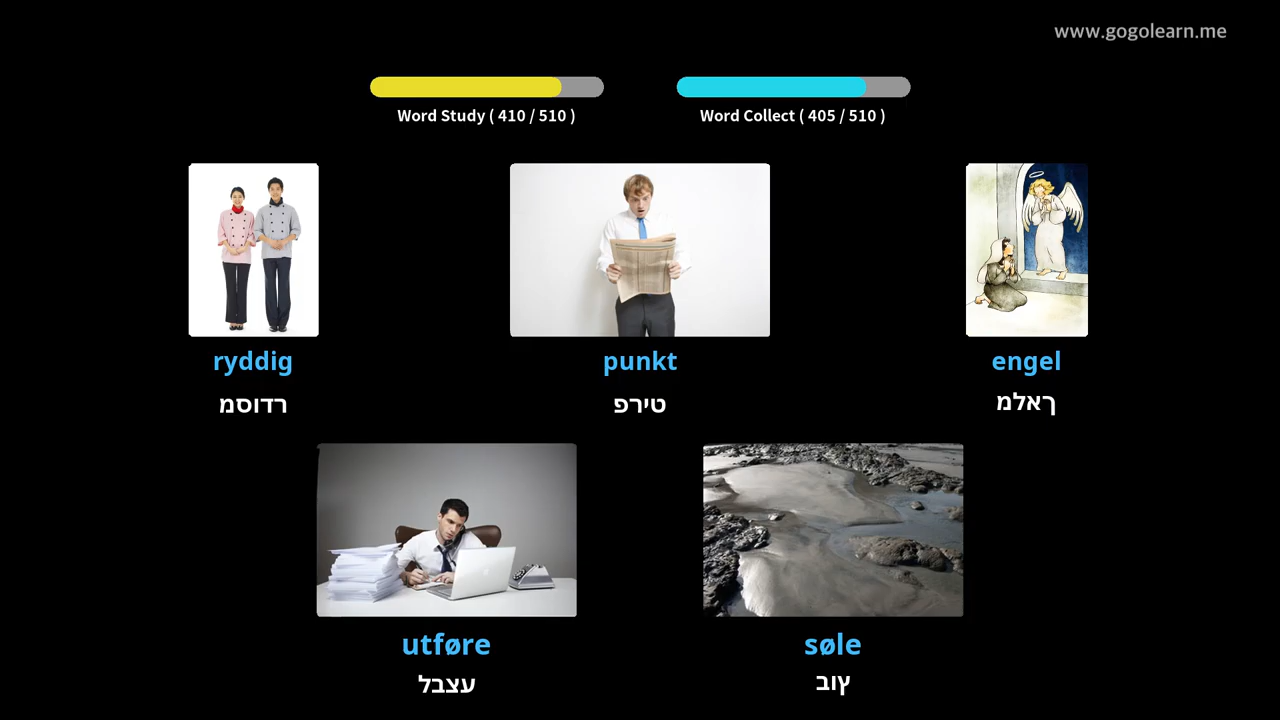 www.gogolearn.me
Word Study ( 410 / 510 )
Word Collect ( 405 / 510 )
ryddig
רדוסמ
punkt
טירפ
engel
ךאלמ
utføre
עצבל
søle
ץוב